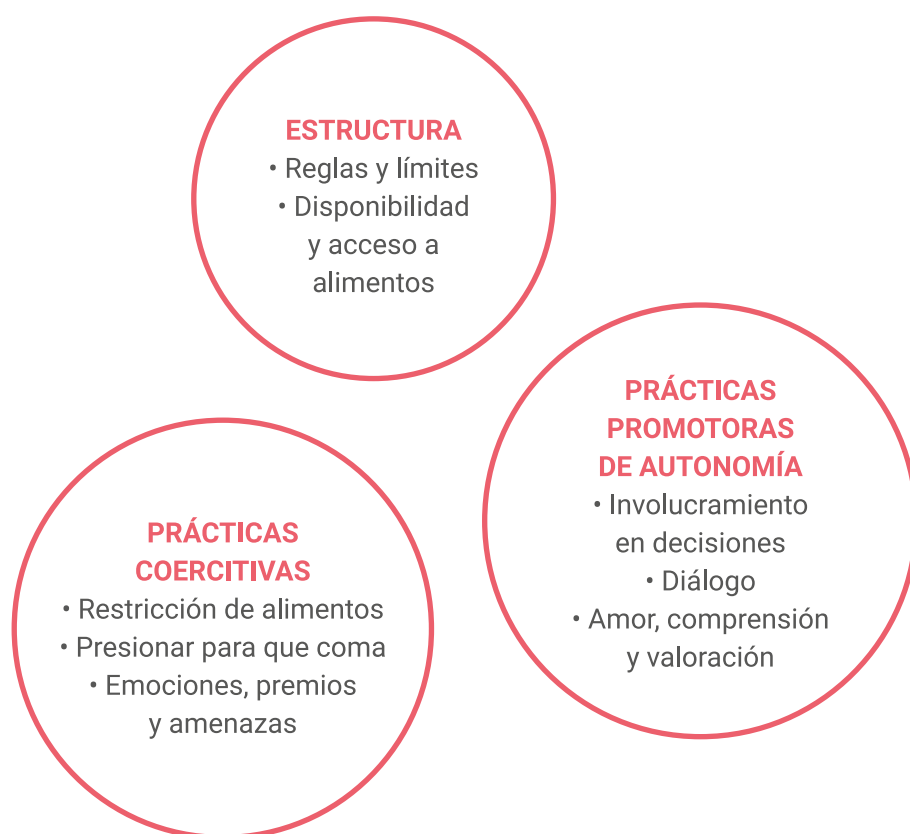 ESTRUCTURA
• Reglas y límites
• Disponibilidad
y acceso a
alimentos
PRÁCTICAS
PROMOTORAS
DE AUTONOMÍA
• Involucramiento
en decisiones
• Diálogo
• Amor, comprensión
y valoración
PRÁCTICAS
COERCITIVAS
• Restricción de alimentos
• Presionar para que coma
• Emociones, premios
y amenazas